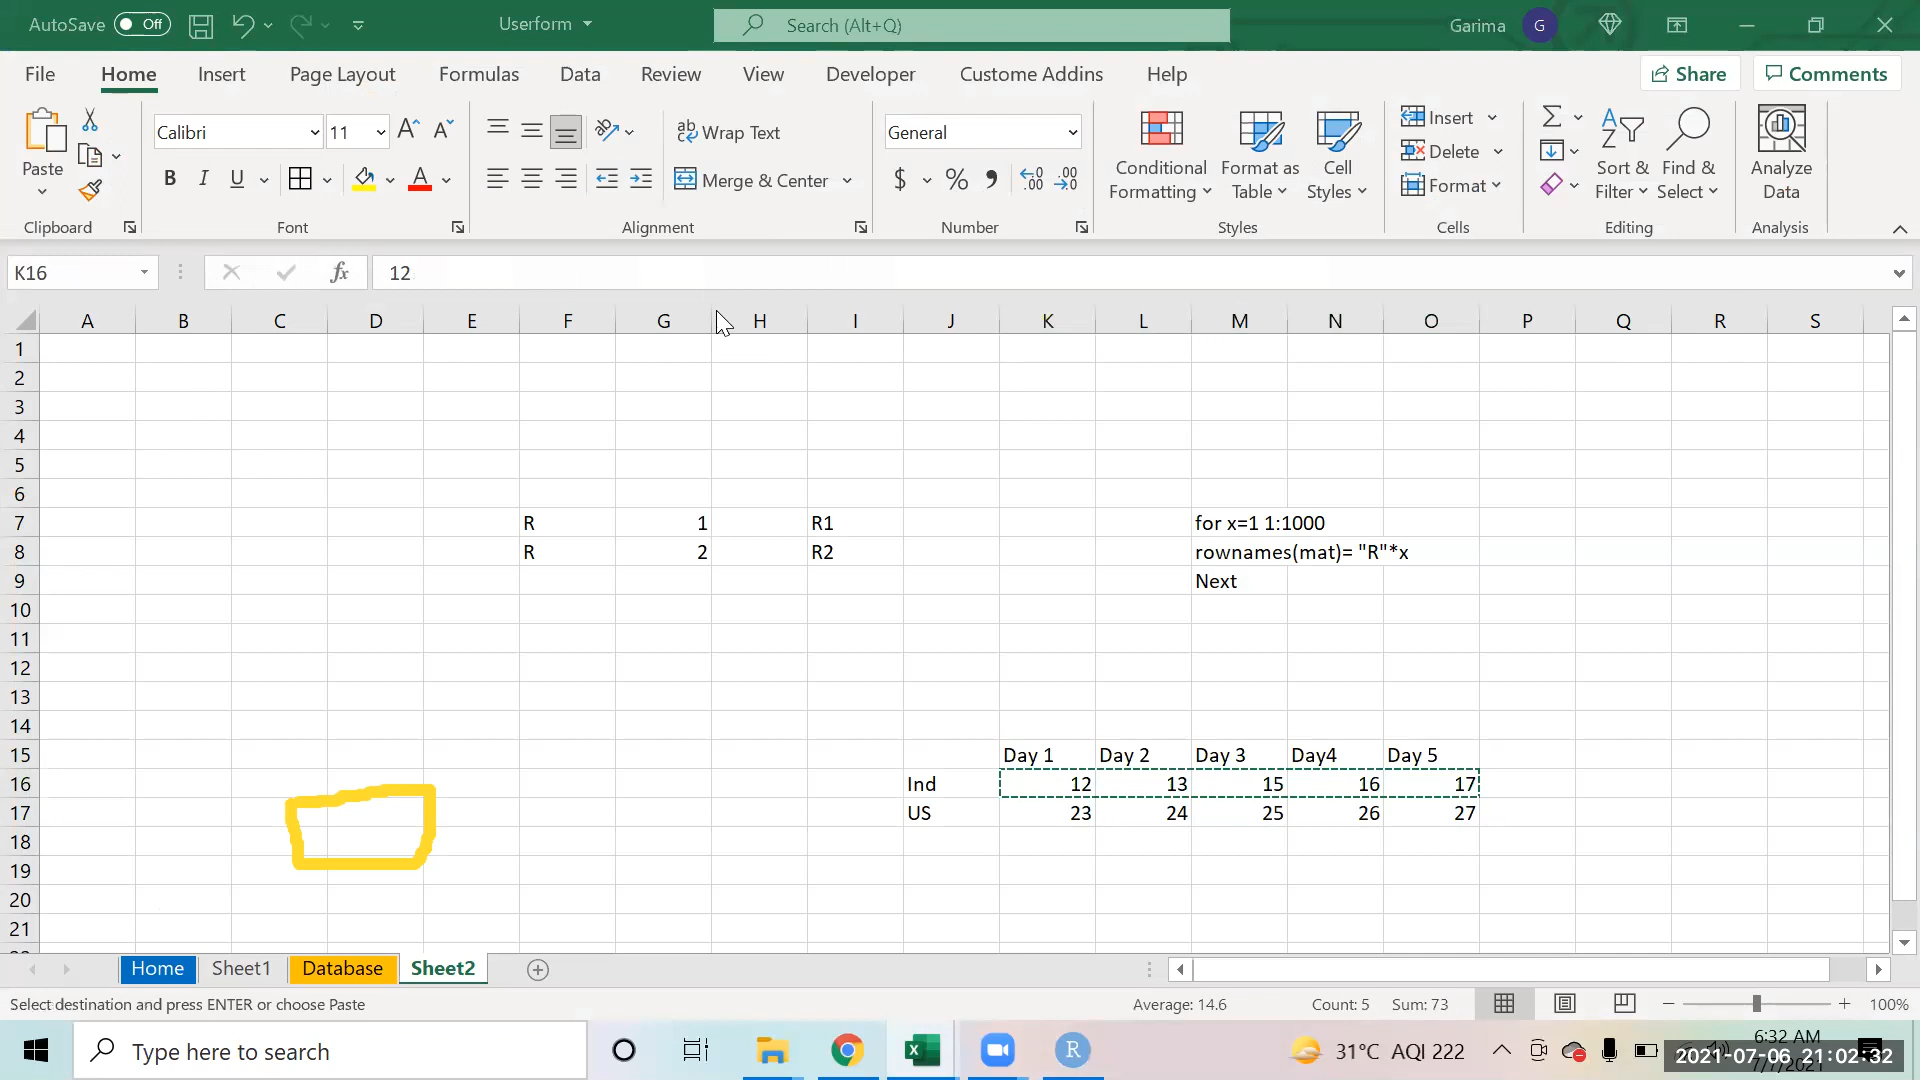 AutoSave Off Userform Search (Alt+Q) Garima G
File Home Insert Page Layout Formulas Data Review View Developer Custome Addins Help Share Comments
Paste Calibri 11 Wrap Text General Conditional Formatting Format as Table Cell Styles Insert Sort & Filter Find & Select Analyze Data
B I U Merge & Center Delete
Format
Clipboard Font Alignment Number Styles Cells Editing Analysis
K16 fx 12
A B C D E F G H I J K L M N O P Q R S
1
2
3
4
5
6
7 R 1 R1 for x=1 1:1000
8 R 2 R2 rownames(mat)= "R"*x
9 Next
10
11
12
13
14
15 Day 1 Day 2 Day 3 Day4 Day 5
16 Ind 12 13 15 16 17
17 US 23 24 25 26 27
18
19
20
21
Home Sheet1 Database Sheet2
Select destination and press ENTER or choose Paste Average: 14.6 Count: 5 Sum: 73 100%
Type here to search R 31°C AQI 222 6:32 AM
2021-07-06 21:02:32